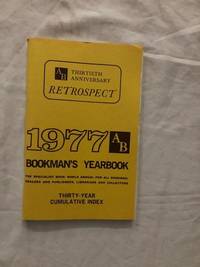 AB THIRTIETH
ANNIVERSARY
RETROSPECT
1977 AB
BOOKMAN'S YEARBOOK
THE SPECIALIST BOOK WORLD ANNUAL FOR ALL BOOKMEN:
DEALERS AND PUBLISHERS, LIBRARIANS AND COLLECTORS
THIRTY-YEAR
CUMULATIVE INDEX